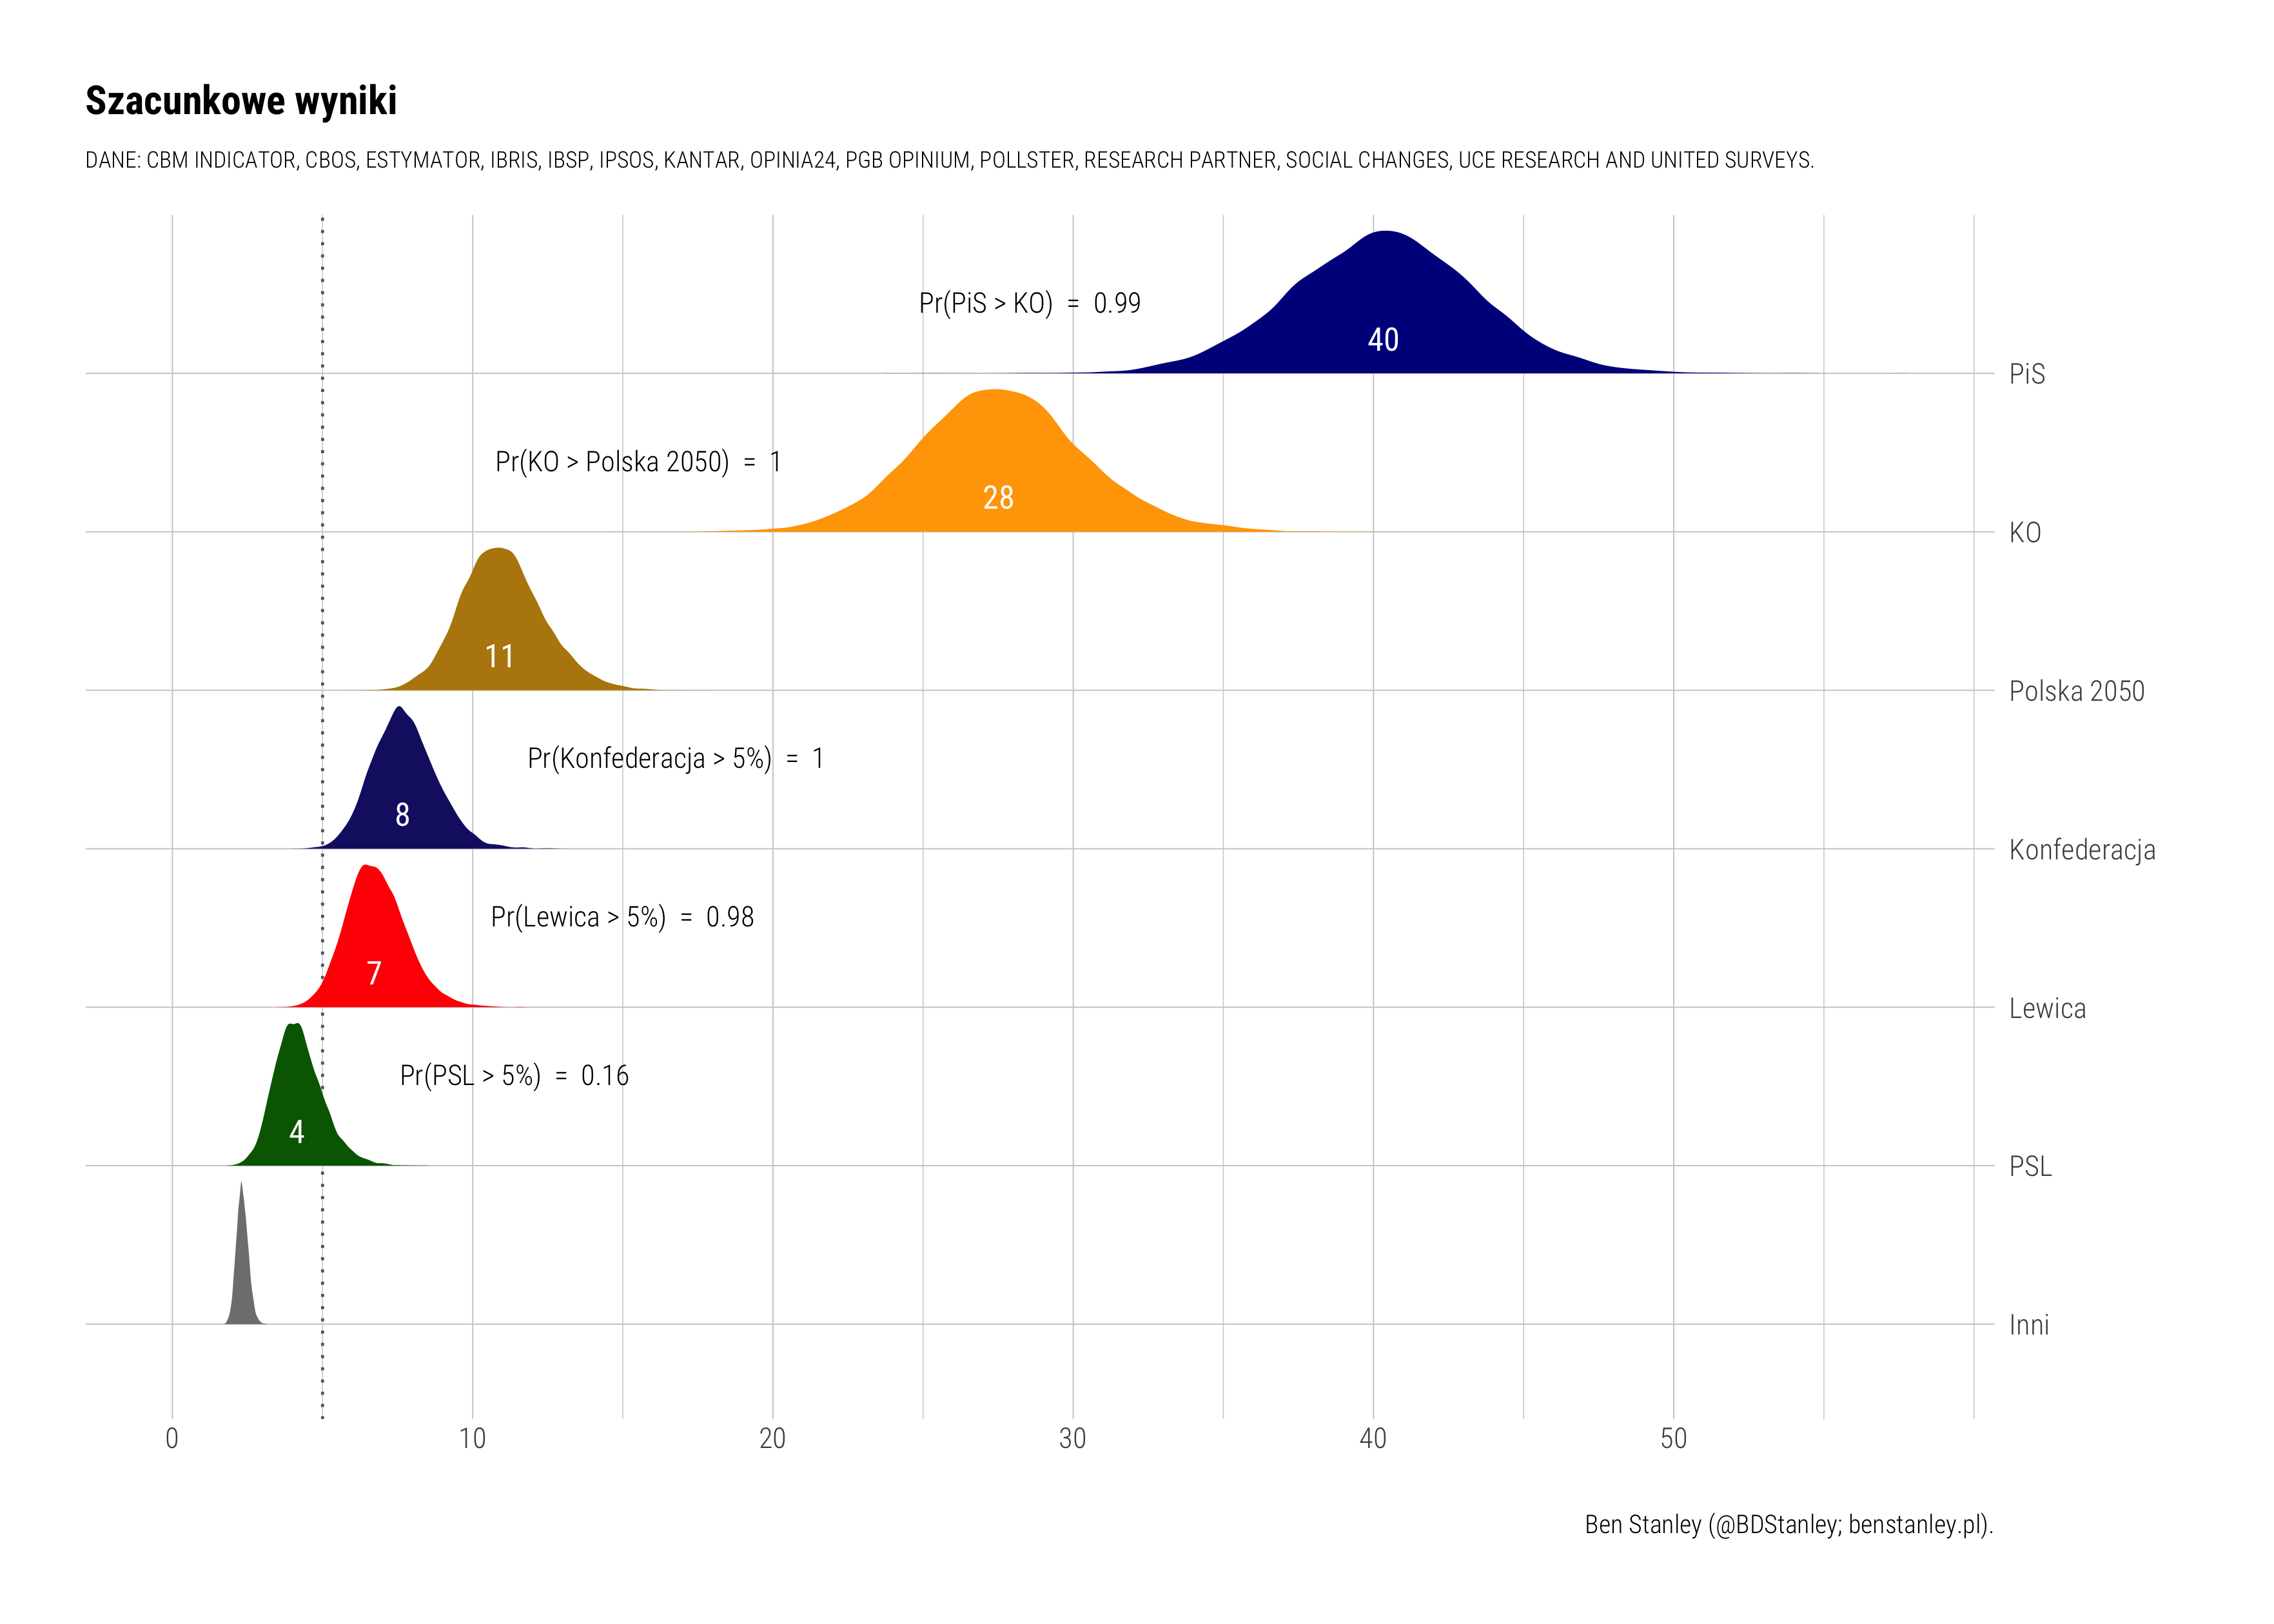 Szacunkowe wyniki
DANE: CBM INDICATOR, CBOS, ESTYMATOR, IBRIS, IBSP, IPSOS, KANTAR, OPINIA24, PGB OPINIUM, POLLSTER, RESEARCH PARTNER, SOCIAL CHANGES, UCE RESEARCH AND UNITED SURVEYS.
Pr(PiS > KO) = 0.99
40
PiS
Pr(KO > Polska 2050) = 1
28
KO
11
Polska 2050
Pr(Konfederacja > 5%) = 1
8
Konfederacja
Pr(Lewica > 5%) = 0.98
7
Lewica
Pr(PSL > 5%) = 0.16
4
PSL
Inni
0 10 20 30 40 50
Ben Stanley (@BDStanley; benstanley.pl).